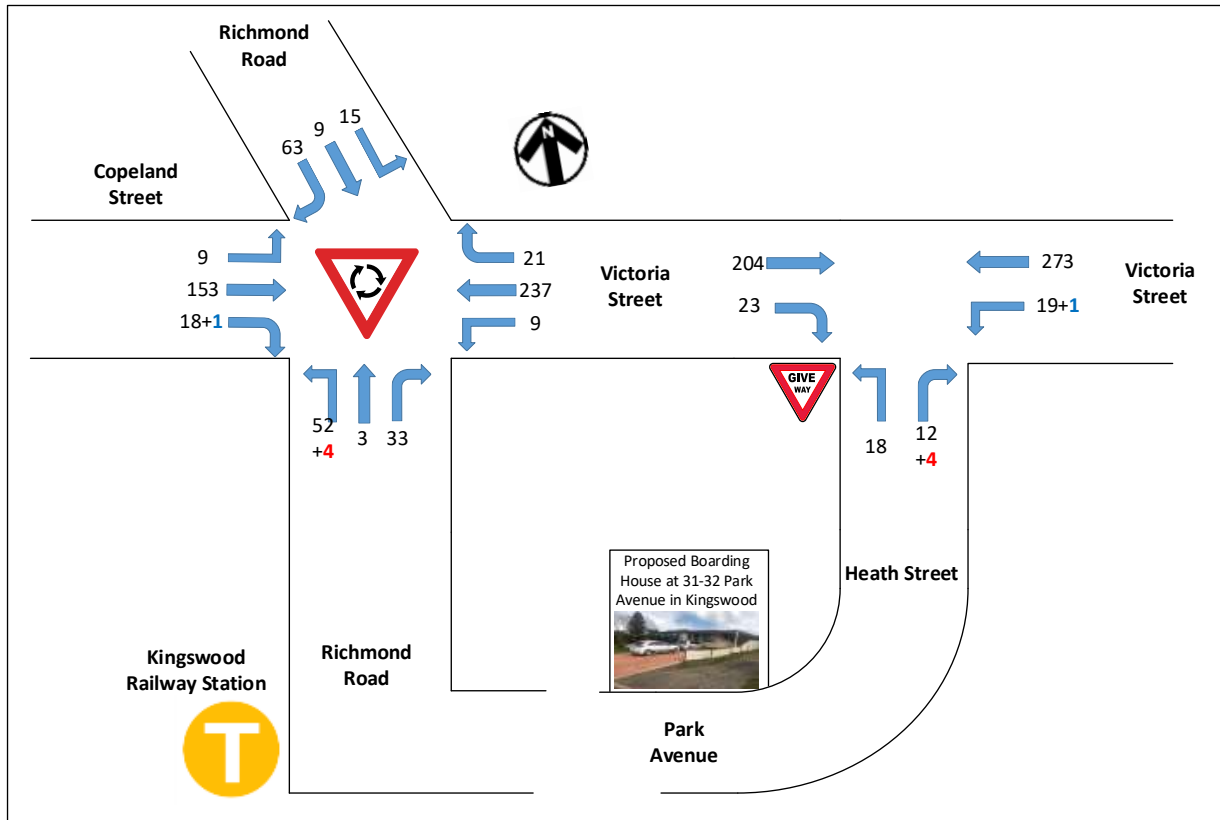 Richmond
Road
15
9
63
N
Copeland
Street
9
153
18+1
21
237
9
Victoria
Street
204
23
273
19+1
Victoria
Street
GIVE
WAY
52
+4
3
33
18
12
+4
Proposed Boarding
House at 31-32 Park
Avenue in Kingswood
Heath Street
Kingswood
Railway Station
T
Richmond
Road
Park
Avenue